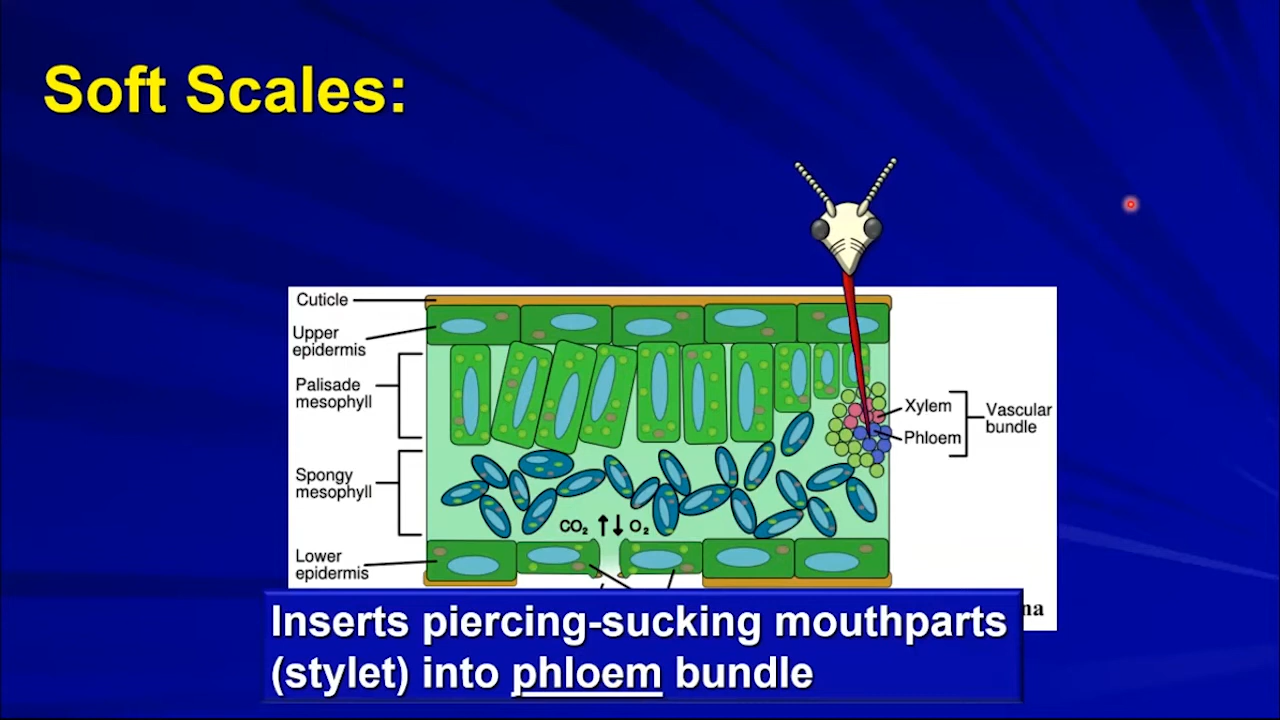 Soft Scales:
Cuticle
Upper
epidermis
Palisade
mesophyll
Spongy
mesophyll
Lower
epidermis
CO₂ ↑↓ O₂
Xylem
Phloem
Vascular
bundle
Inserts piercing-sucking mouthparts
(stylet) into phloem bundle